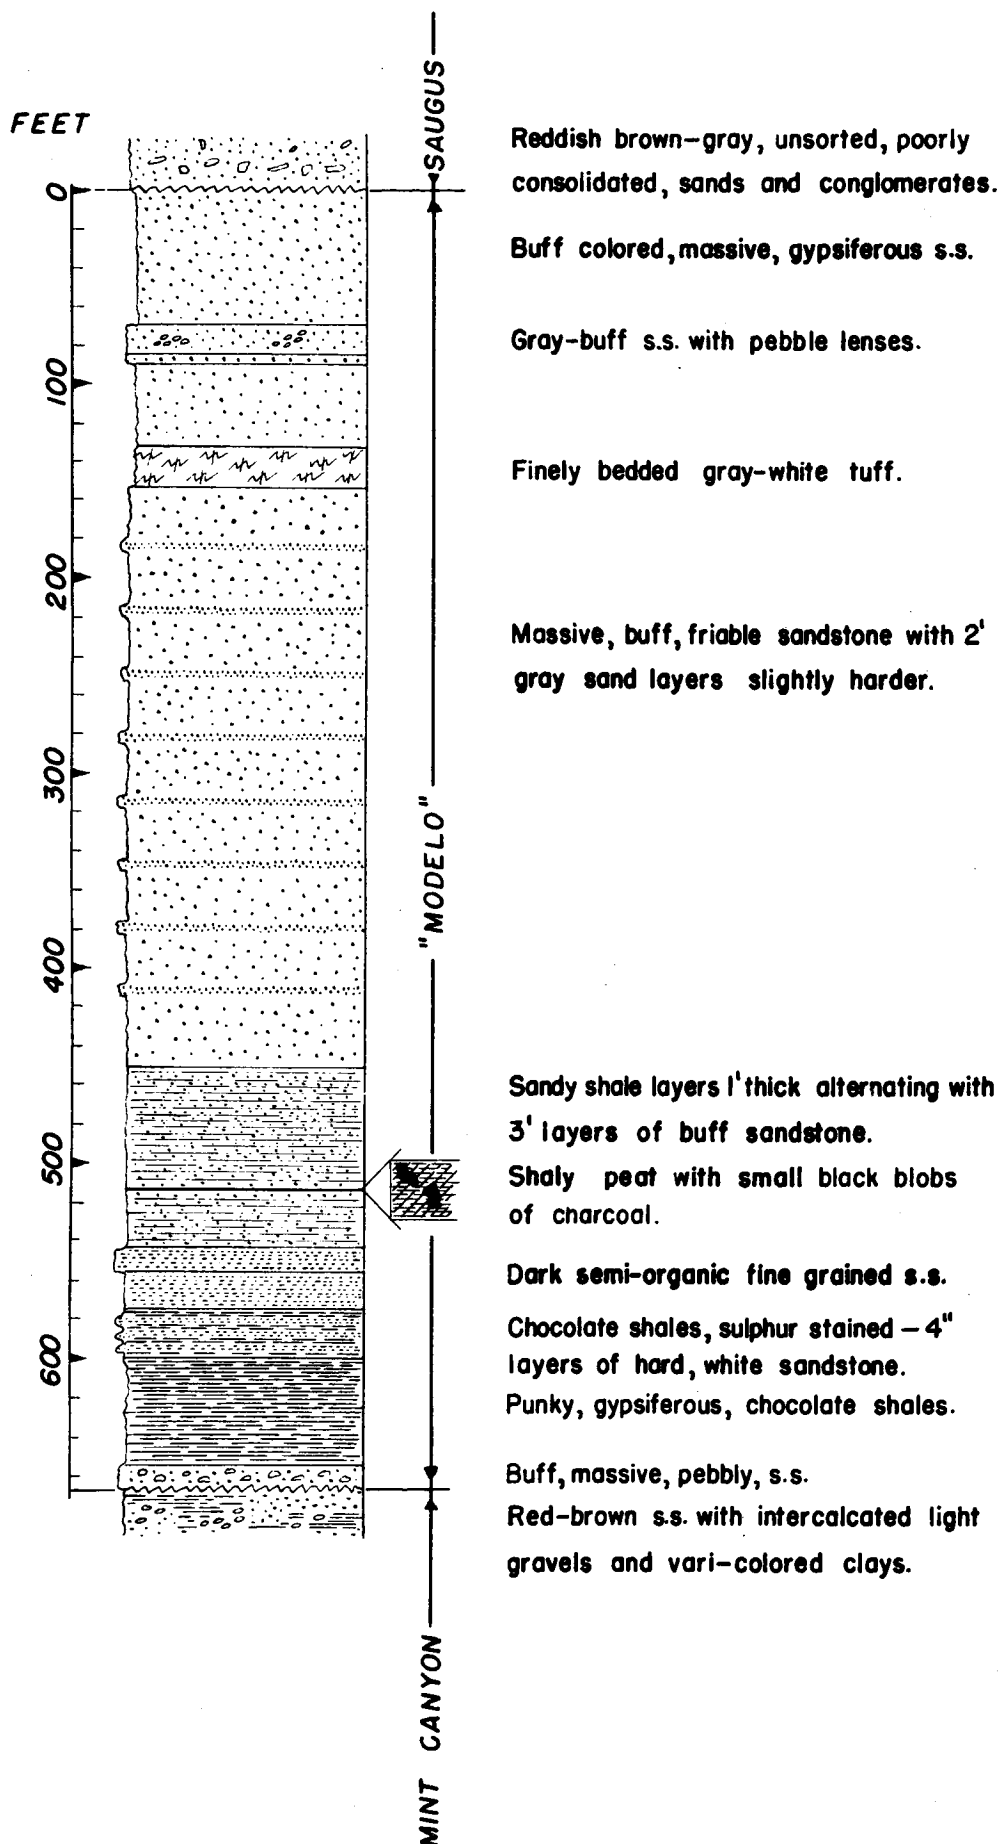 FEET
SAUGUS
Reddish brown-gray, unsorted, poorly
consolidated, sands and conglomerates.
0
Buff colored, massive, gypsiferous s.s.
Gray-buff s.s. with pebble lenses.
100
Finely bedded gray-white tuff.
200
Massive, buff, friable sandstone with 2'
gray sand layers slightly harder.
300
"MODELO"
400
Sandy shale layers 1' thick alternating with
3' layers of buff sandstone.
500
Shaly peat with small black blobs
of charcoal.
Dark semi-organic fine grained s.s.
Chocolate shales, sulphur stained – 4"
layers of hard, white sandstone.
600
Punky, gypsiferous, chocolate shales.
Buff, massive, pebbly, s.s.
Red-brown s.s. with intercalcated light
gravels and vari-colored clays.
MINT CANYON